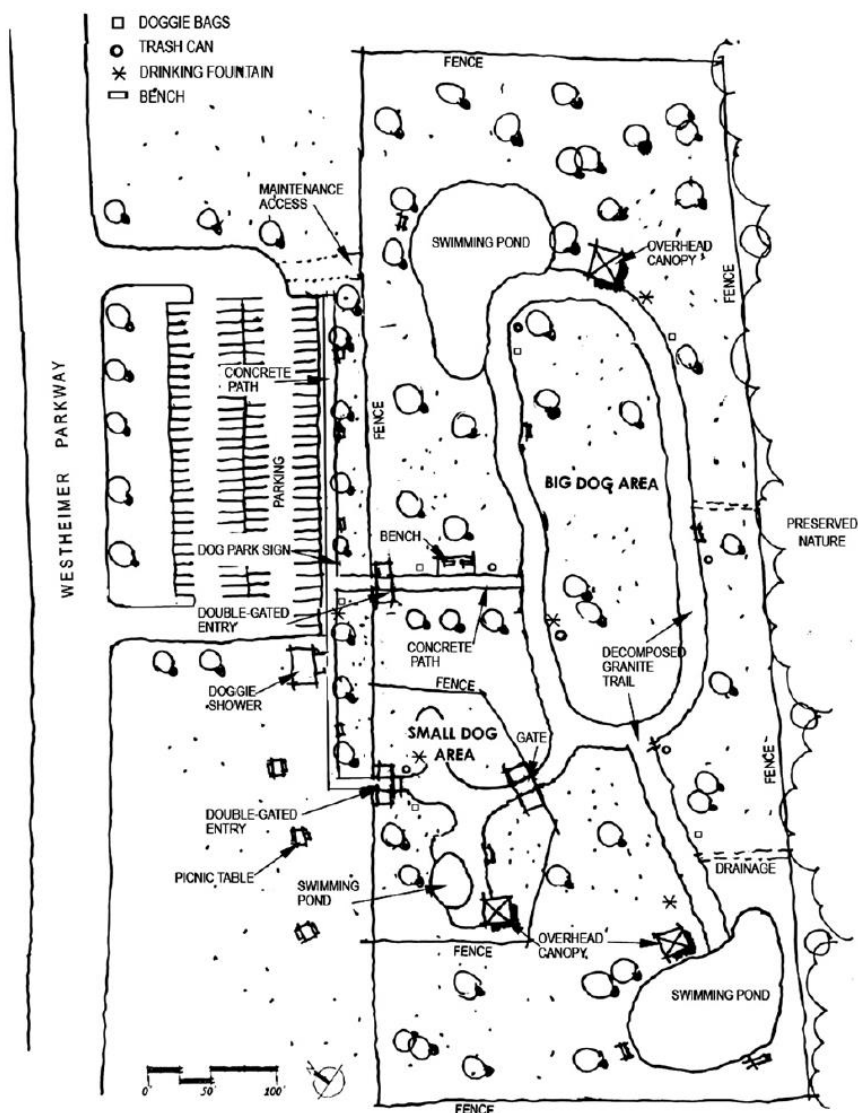 DOGGIE BAGS
TRASH CAN
DRINKING FOUNTAIN
BENCH
FENCE
MAINTENANCE
ACCESS
SWIMMING POND
OVERHEAD
CANOPY
FENCE
CONCRETE
PATH
FENCE
WESTHEIMER PARKWAY
PARKING
BIG DOG AREA
DOG PARK SIGN
BENCH
PRESERVED
NATURE
DOUBLE-GATED
ENTRY
CONCRETE
PATH
DECOMPOSED
GRANITE
TRAIL
DOGGIE
SHOWER
FENCE
SMALL DOG
AREA
GATE
FENCE
DOUBLE-GATED
ENTRY
PICNIC TABLE
SWIMMING
POND
DRAINAGE
OVERHEAD
CANOPY
FENCE
SWIMMING POND
0' 50' 100'
FENCE